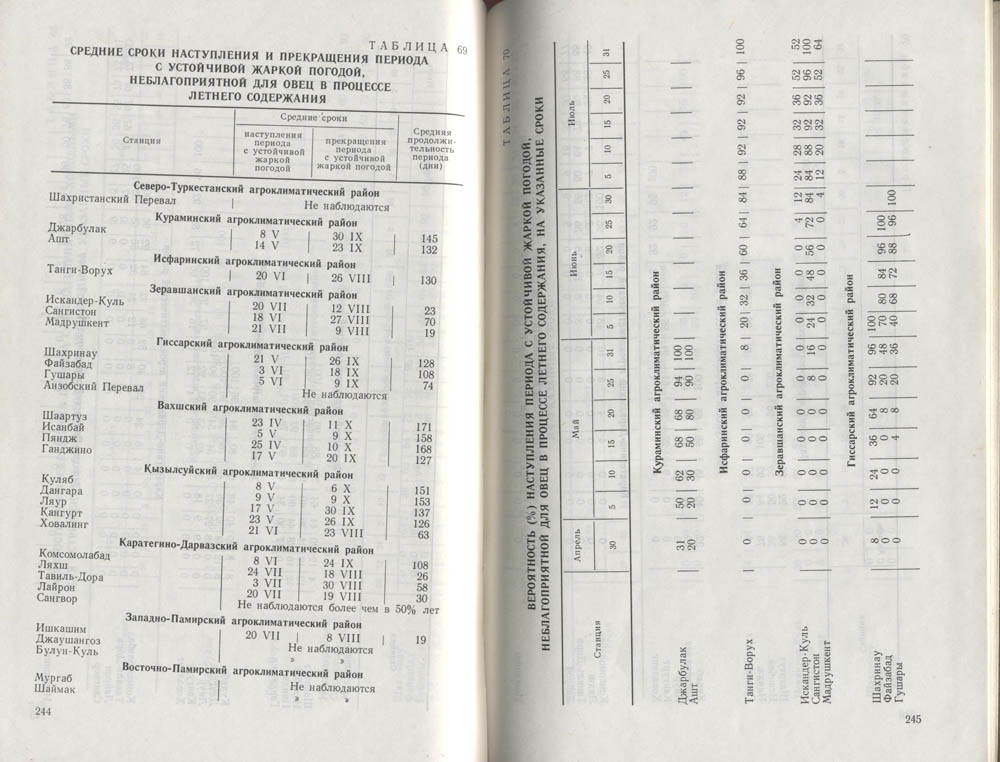 ТАБЛИЦА 69
СРЕДНИЕ СРОКИ НАСТУПЛЕНИЯ И ПРЕКРАЩЕНИЯ ПЕРИОДА
С УСТОЙЧИВОЙ ЖАРКОЙ ПОГОДОЙ,
НЕБЛАГОПРИЯТНОЙ ДЛЯ ОВЕЦ В ПРОЦЕССЕ
ЛЕТНЕГО СОДЕРЖАНИЯ
Станция
Средние сроки
наступления
периода
с устойчивой
жаркой
погодой
прекращения
периода
с устойчивой
жаркой погодой
Средняя
продолжи-
тельность
периода
(дни)
Северо-Туркестанский агроклиматический район
Шахристанский Перевал Не наблюдаются
Кураминский агроклиматический район
Джарбулак 8 V 30 IX 145
Ашт 14 V 23 IX 132
Исфаринский агроклиматический район
Танги-Ворух 20 VI 26 VIII 130
Зеравшанский агроклиматический район
Искандер-Куль 20 VII 12 VIII 23
Сангистон 18 VI 27 VIII 70
Мадрушкент 21 VII 9 VIII 19
Гиссарский агроклиматический район
Шахринау 21 V 26 IX 128
Файзабад 3 VI 18 IX 108
Гушары 5 VI 9 IX 74
Анзобский Перевал Не наблюдаются
Вахшский агроклиматический район
Шаартуз 23 IV 11 X 171
Исанбай 5 V 9 X 158
Пяндж 25 IV 10 X 168
Ганджино 17 V 20 IX 127
Кызылсуйский агроклиматический район
Куляб 8 V 6 X 151
Дангара 9 V 9 X 153
Ляур 17 V 30 IX 137
Кангурт 23 V 26 IX 126
Ховалинг 21 VI 23 VIII 63
Каратегино-Дарвазский агроклиматический район
Комсомолабад 8 VI 24 IX 108
Ляхш 24 VII 18 VIII 26
Тавиль-Дора 3 VII 30 VIII 58
Лайрон 20 VII 19 VIII 30
Сангвор Не наблюдаются более чем в 50% лет
Западно-Памирский агроклиматический район
Ишкашим 20 VII 8 VIII 19
Джаушангоз Не наблюдаются
Булун-Куль » »
Восточно-Памирский агроклиматический район
Мургаб Не наблюдаются
Шаймак » »
244
ТАБЛИЦА 70
ВЕРОЯТНОСТЬ (%) НАСТУПЛЕНИЯ ПЕРИОДА С УСТОЙЧИВОЙ ЖАРКОЙ ПОГОДОЙ,
НЕБЛАГОПРИЯТНОЙ ДЛЯ ОВЕЦ В ПРОЦЕССЕ ЛЕТНЕГО СОДЕРЖАНИЯ, НА УКАЗАННЫЕ СРОКИ
Станция Апрель Май Июнь Июль
30 5 10 15 20 25 31 5 10 15 20 25 30 5 10 15 20 25 31
Кураминский агроклиматический район
Джарбулак 31 50 62 68 68 94 100
Ашт 20 20 30 50 80 90 100
Исфаринский агроклиматический район
Танги-Ворух 0 0 0 0 0 0 8 20 32 36 60 64 84 88 92 92 92 96 100
Зеравшанский агроклиматический район
Искандер-Куль 0 0 0 0 0 0 0 0 0 0 0 4 12 24 28 32 36 52 52
Сангистон 0 0 0 0 0 8 16 24 32 48 56 72 84 84 88 92 92 96 100
Мадрушкент 0 0 0 0 0 0 0 0 0 0 0 0 4 12 20 32 36 52 64
Гиссарский агроклиматический район
Шахринау 8 12 24 36 64 92 96 100
Файзабад 0 0 0 0 8 20 48 70 80 84 96 100
Гушары 0 0 0 4 8 20 36 40 68 72 88 96 100
245